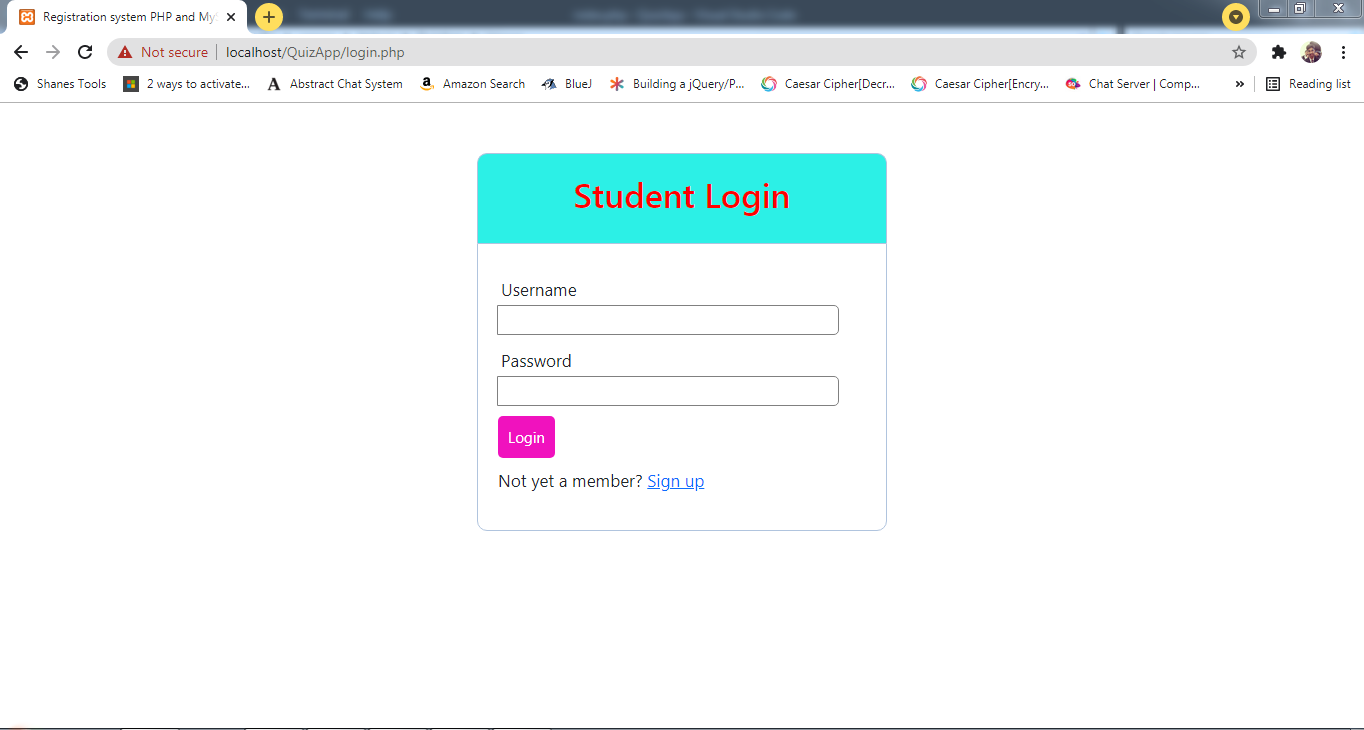 Registration system PHP and My
Not secure localhost/QuizApp/login.php
Shanes Tools 2 ways to activate... Abstract Chat System Amazon Search BlueJ Building a jQuery/P... Caesar Cipher[Decr... Caesar Cipher[Encry... Chat Server | Comp... » Reading list
Student Login
Username
Password
Login
Not yet a member? Sign up